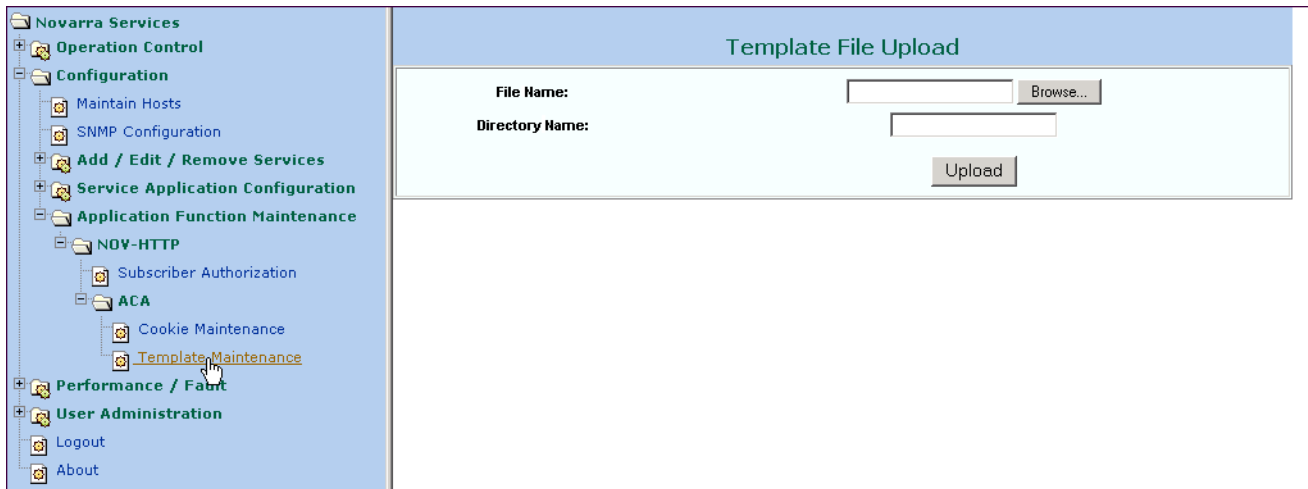 Novarra Services
Operation Control
Configuration
Maintain Hosts
SNMP Configuration
Add / Edit / Remove Services
Service Application Configuration
Application Function Maintenance
NOV-HTTP
Subscriber Authorization
ACA
Cookie Maintenance
Template Maintenance
Performance / Fault
User Administration
Logout
About
Template File Upload
File Name:
Browse...
Directory Name:
Upload